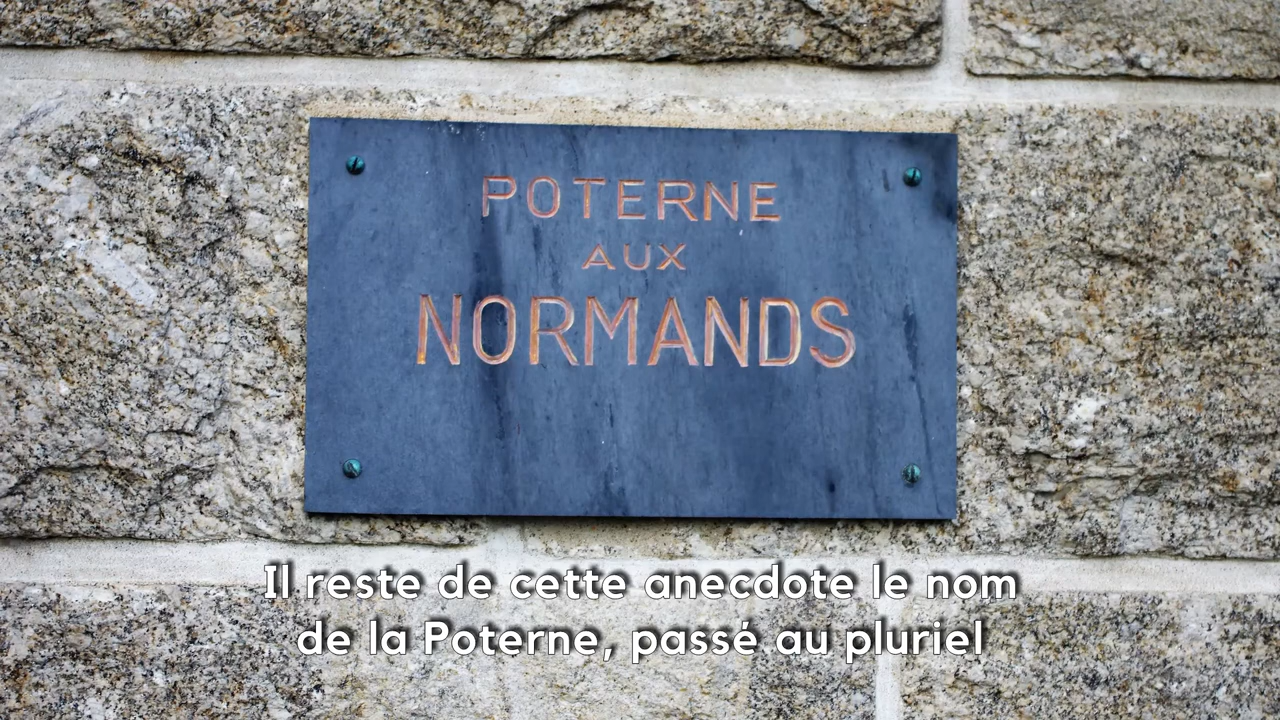 POTERNE
AUX
NORMANDS
Il reste de cette anecdote le nom
de la Poterne, passé au pluriel